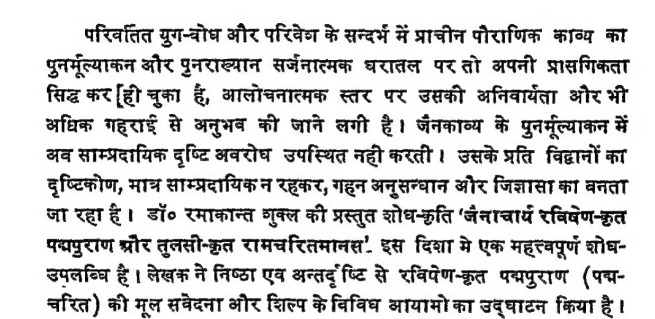 परिवर्तित युग-बोध और परिवेश के सन्दर्भ में प्राचीन पौराणिक काव्य का
पुनर्मूल्याकन और पुनराख्यान सर्जनात्मक धरातल पर तो अपनी प्रासगिकता
सिद्ध कर [ही चुका है, आलोचनात्मक स्तर पर उसकी अनिवार्यता और भी
अधिक गहराई से अनुभव की जाने लगी है। जैनकाव्य के पुनर्मूल्याकन में
अब साम्प्रदायिक दृष्टि अवरोध उपस्थित नही करती। उसके प्रति विद्वानों का
दृष्टिकोण, मात्र साम्प्रदायिक न रहकर, गहन अनुसन्धान और जिज्ञासा का बनता
जा रहा है। डॉ० रमाकान्त शुक्ल की प्रस्तुत शोध-कृति 'जैनाचार्य रविषेण-कृत
पद्मपुराण और तुलसी-कृत रामचरितमानस'. इस दिशा मे एक महत्त्वपूर्ण शोध-
उपलब्धि है। लेखक ने निष्ठा एव अन्तर्दृष्टि से रविषेण-कृत पद्मपुराण (पद्म-
चरित) की मूल सवेदना और शिल्प के विविध आयामो का उद्घाटन किया है।